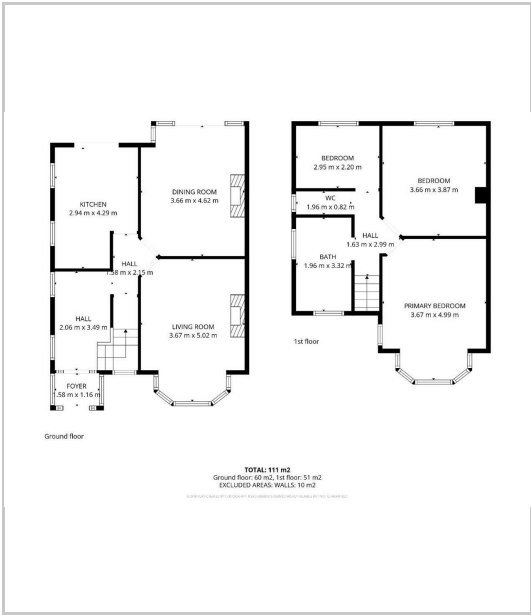 KITCHEN
2.94 m x 4.29 m
DINING ROOM
3.66 m x 4.62 m
HALL
1.58 m x 2.15 m
HALL
2.06 m x 3.49 m
LIVING ROOM
3.67 m x 5.02 m
FOYER
1.58 m x 1.16 m
Ground floor
BEDROOM
2.95 m x 2.20 m
BEDROOM
3.66 m x 3.87 m
WC
1.96 m x 0.82 m
HALL
1.63 m x 2.99 m
BATH
1.96 m x 3.32 m
PRIMARY BEDROOM
3.67 m x 4.99 m
1st floor
TOTAL: 111 m2
Ground floor: 60 m2, 1st floor: 51 m2
EXCLUDED AREAS: WALLS: 10 m2